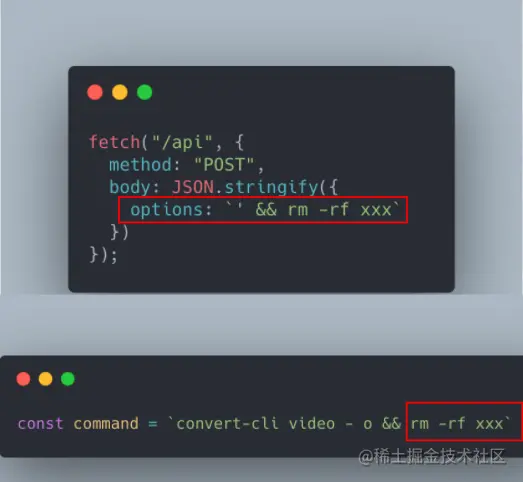 fetch("/api", {
method: "POST",
body: JSON.stringify({
options: `' && rm -rf xxx`
})
});
const command = `convert-cli video - o && rm -rf xxx`
@稀土掘金技术社区